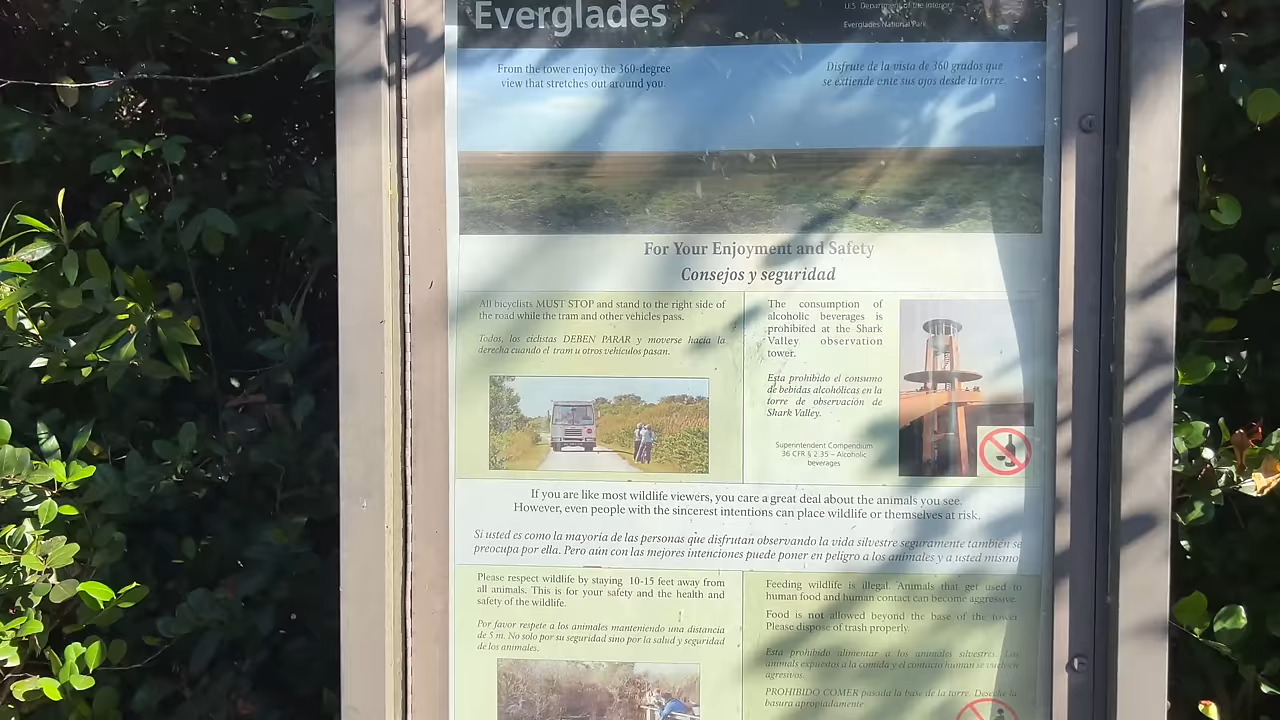 Everglades
U.S. Department of the Interior
Everglades National Park
From the tower enjoy the 360-degree
view that stretches out around you.
Disfrute de la vista de 360 grados que
se extiende ente sus ojos desde la torre.
For Your Enjoyment and Safety
Consejos y seguridad
All bicyclists MUST STOP and stand to the right side of
the road while the tram and other vehicles pass.
Todos, los ciclistas DEBEN PARAR y moverse hacia la
derecha cuando el tram u otros vehiculos pasan.
The consumption of
alcoholic beverages is
prohibited at the Shark
Valley observation
tower.
Esta prohibido el consumo
de bebidas alcohólicas en la
torre de observación de
Shark Valley.
Superintendent Compendium
36 CFR § 2.35 – Alcoholic
beverages
If you are like most wildlife viewers, you care a great deal about the animals you see.
However, even people with the sincerest intentions can place wildlife or themselves at risk.
Si usted es como la mayoría de las personas que disfrutan observando la vida silvestre seguramente también se
preocupa por ella. Pero aún con las mejores intenciones puede poner en peligro a los animales y a usted mismo
Please respect wildlife by staying 10-15 feet away from
all animals. This is for your safety and the health and
safety of the wildlife.
Por favor respete a los animales manteniendo una distancia
de 5 m. No solo por su seguridad sino por la salud y seguridad
de los animales.
Feeding wildlife is illegal. Animals that get used to
human food and human contact can become aggressive.
Food is not allowed beyond the base of the tower.
Please dispose of trash properly.
Está prohibido alimentar a los animales silvestres. Los
animales expuestos a la comida y el contacto human se vuelven
agresivos.
PROHIBIDO COMER pasada la base de la torre. Deseche la
basura apropiadamente